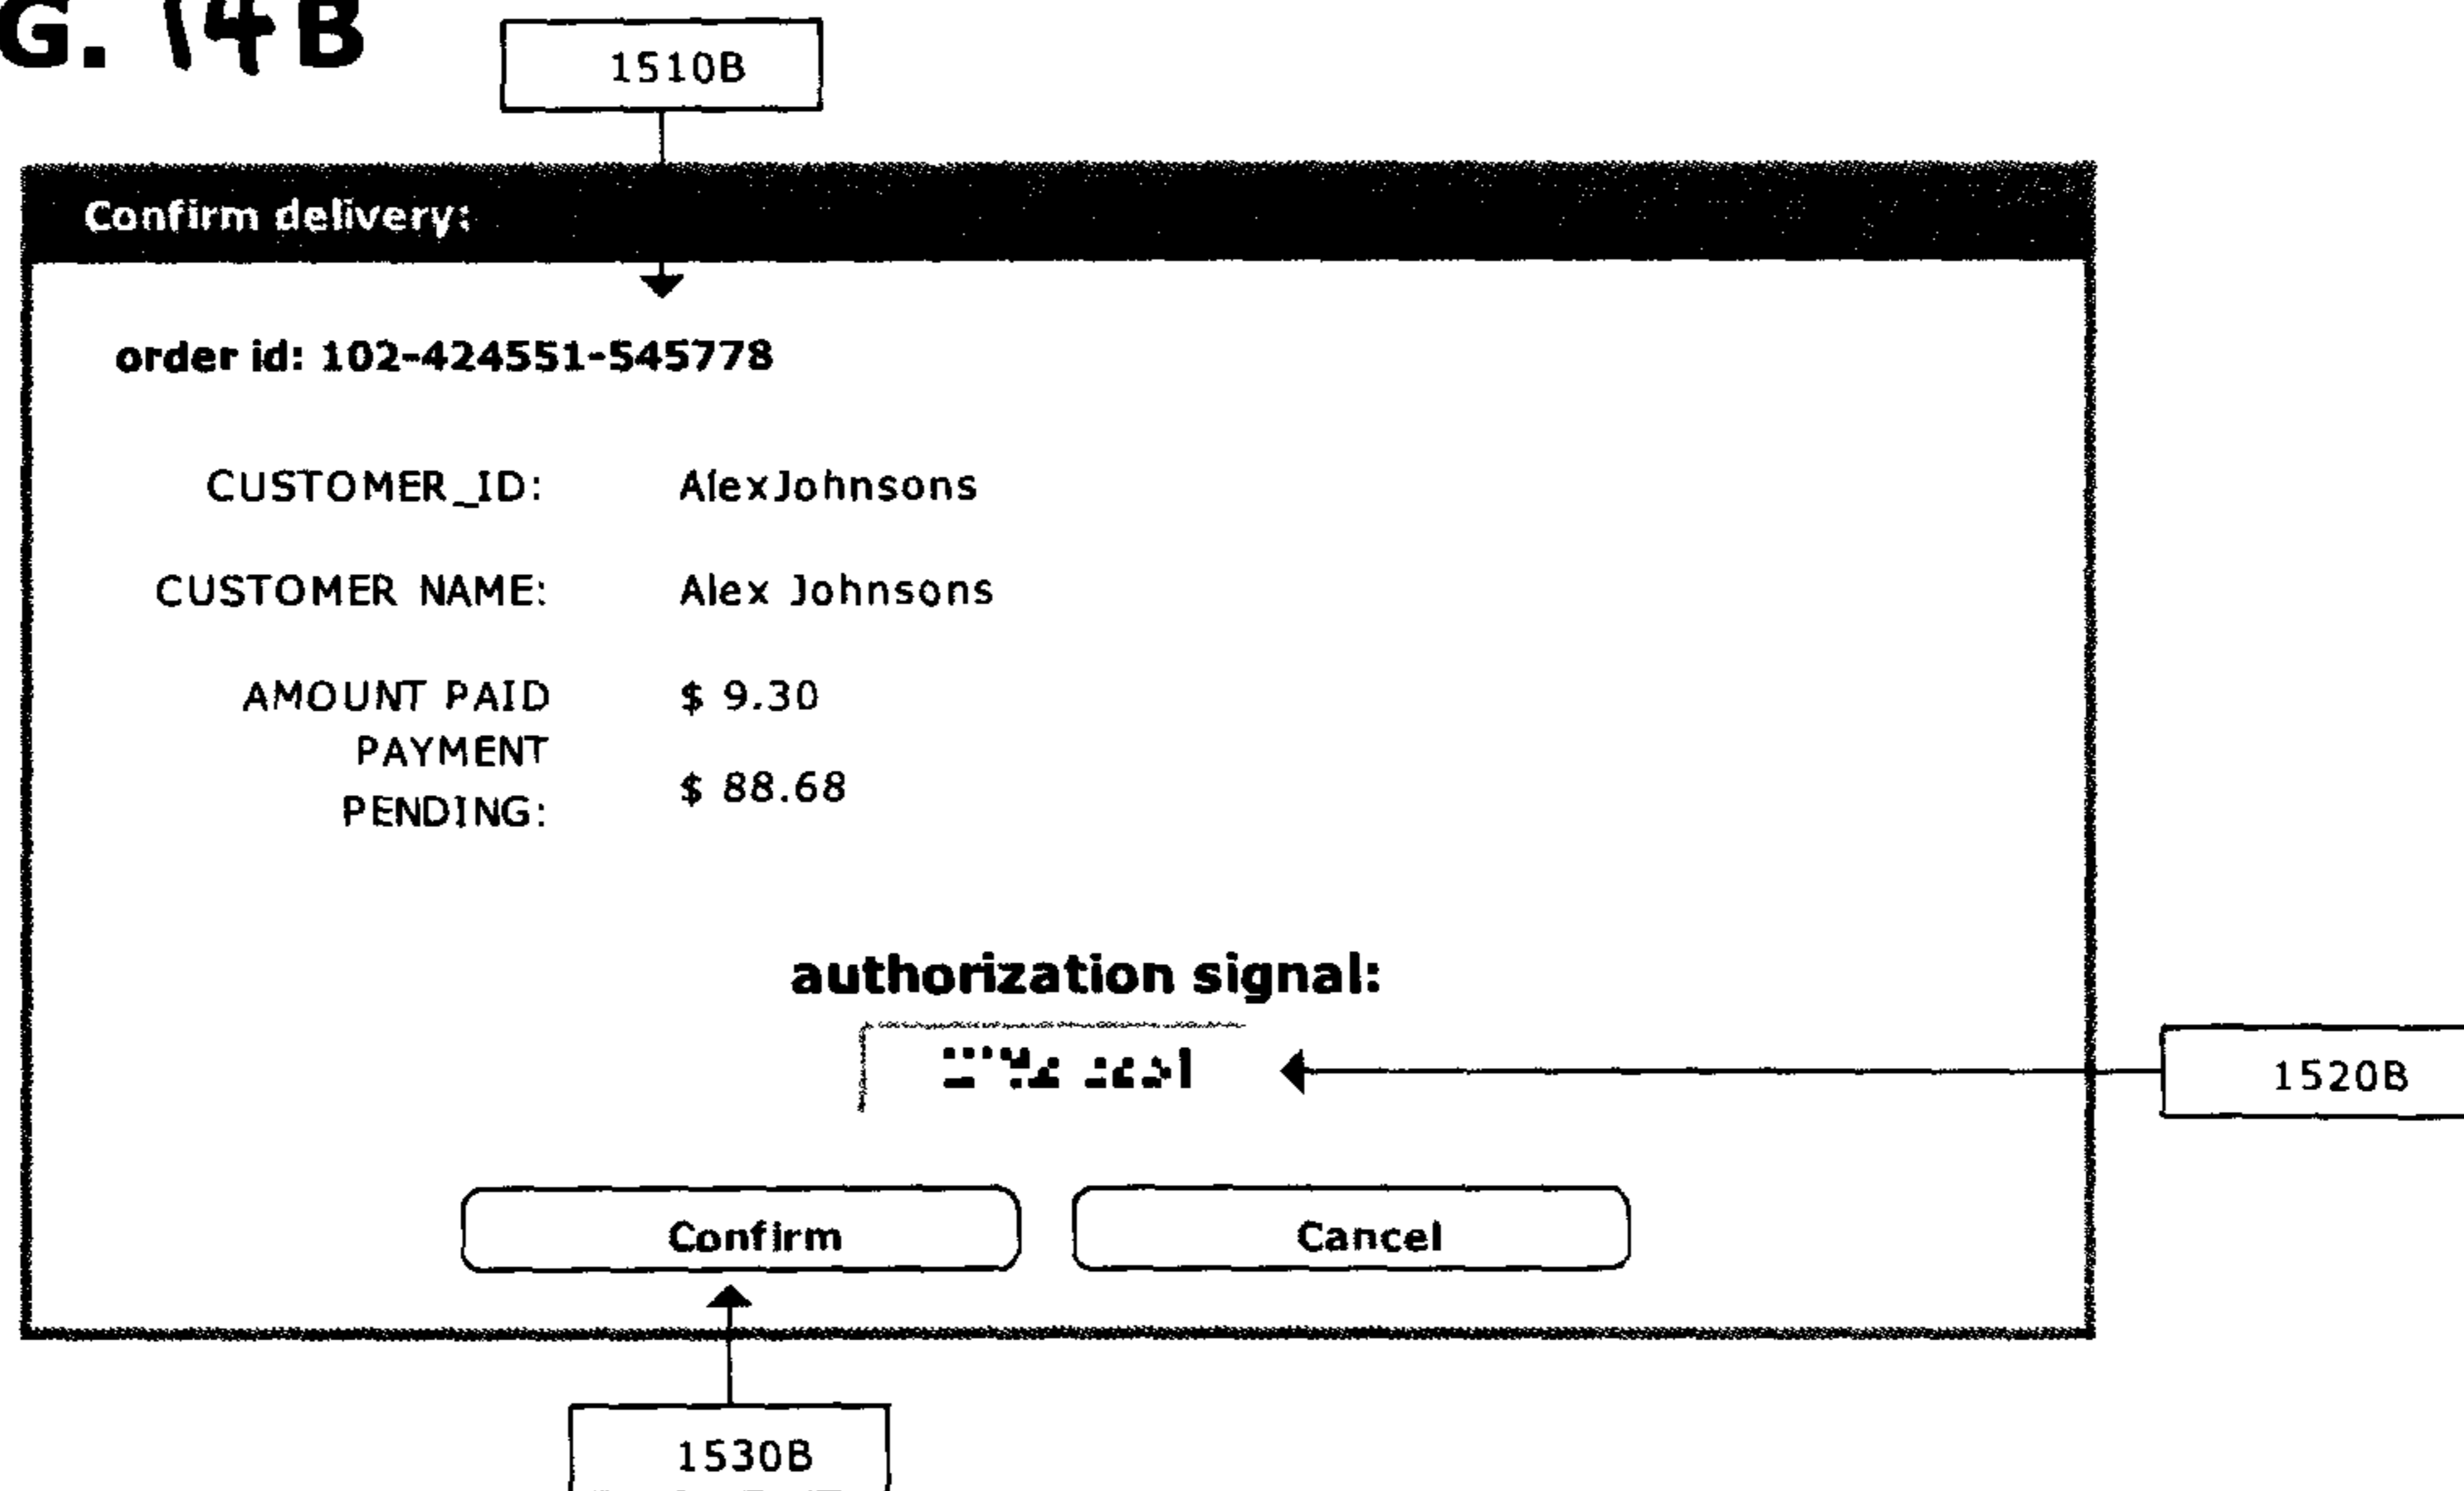 G. 14B
1510B
Confirm delivery:
order id: 102-424551-545778
CUSTOMER_ID: AlexJohnsons
CUSTOMER NAME: Alex Johnsons
AMOUNT PAID $ 9.30
PAYMENT
PENDING: $ 88.68
authorization signal:
1520B
Confirm Cancel
1530B